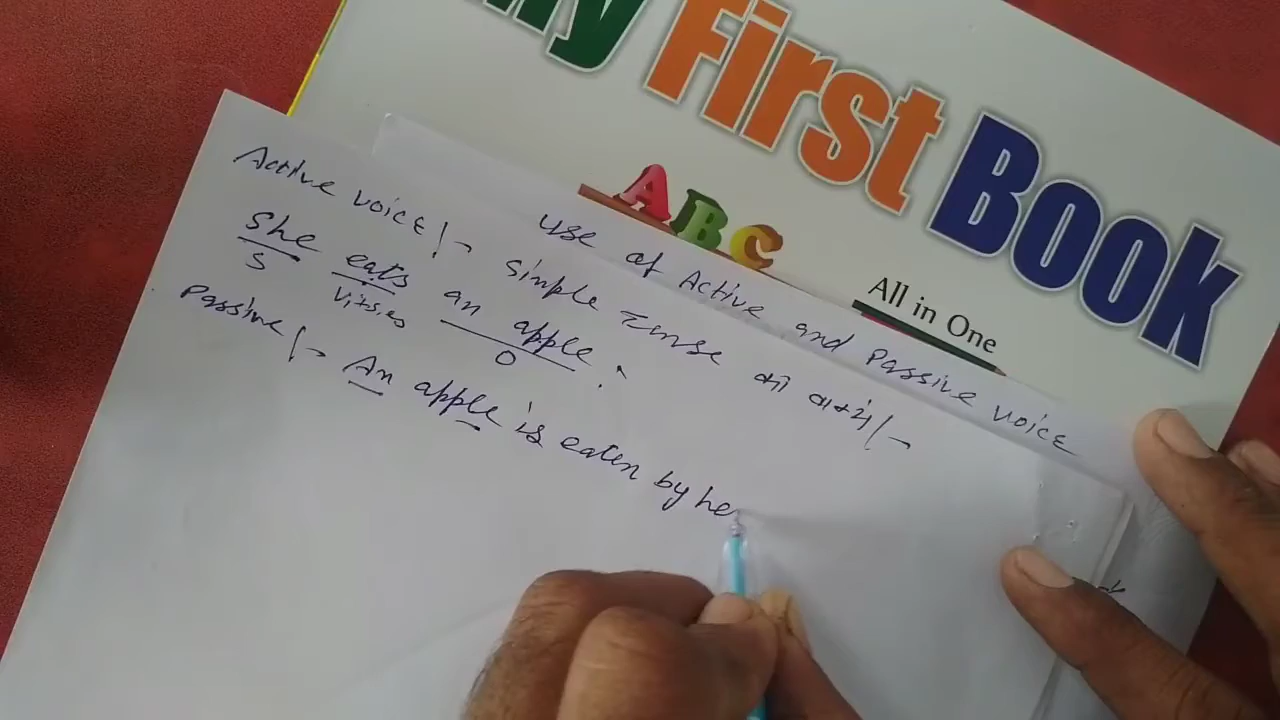 My First Book
ABC
All in One
use of Active and Passive voice
Active voice:- Simple Tense
She eats an apple.
S V1+s,es O
Passive:- An apple is eaten by he